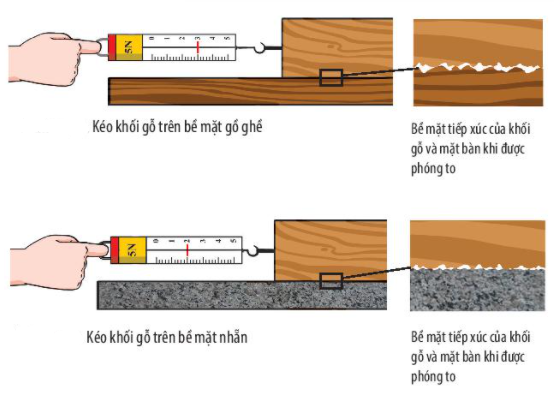 5N
0 1 2 3 4 5
Kéo khối gỗ trên bề mặt gồ ghề
Bề mặt tiếp xúc của khối
gỗ và mặt bàn khi được
phóng to
5N
0 1 2 3 4 5
Kéo khối gỗ trên bề mặt nhẵn
Bề mặt tiếp xúc của khối
gỗ và mặt bàn khi được
phóng to